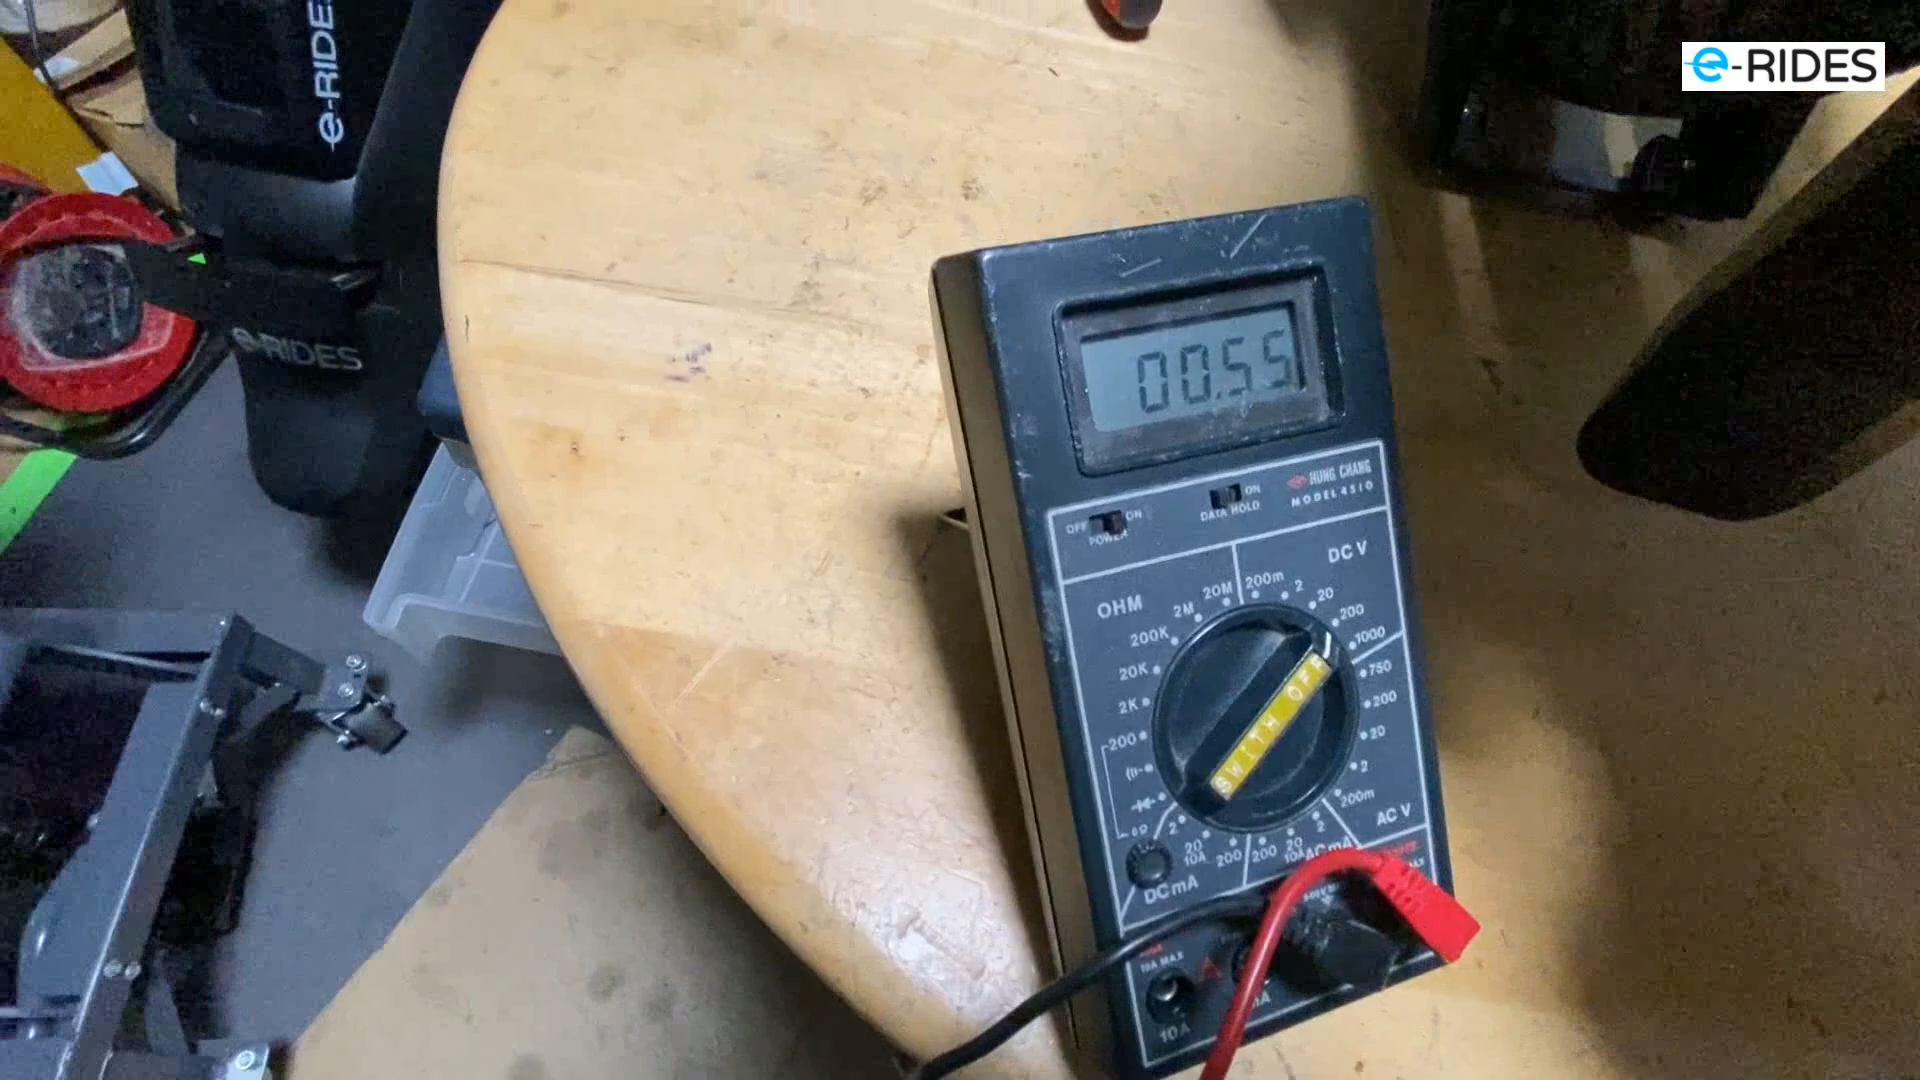 e-RIDES
e-RIDES
e-RIDES
00.55
HUNG CHANG
MODEL 4510
OFF ON
POWER
ON
DATA HOLD
DC V
OHM
20M
200m
2
20
200
1000
2M
200K
20K
2K
200
750
200
20
2
200m
AC V
SWITH OFF
0Ω
2
20
10A
200
200
20
10A
2
AC mA
DC mA
10A MAX
10A